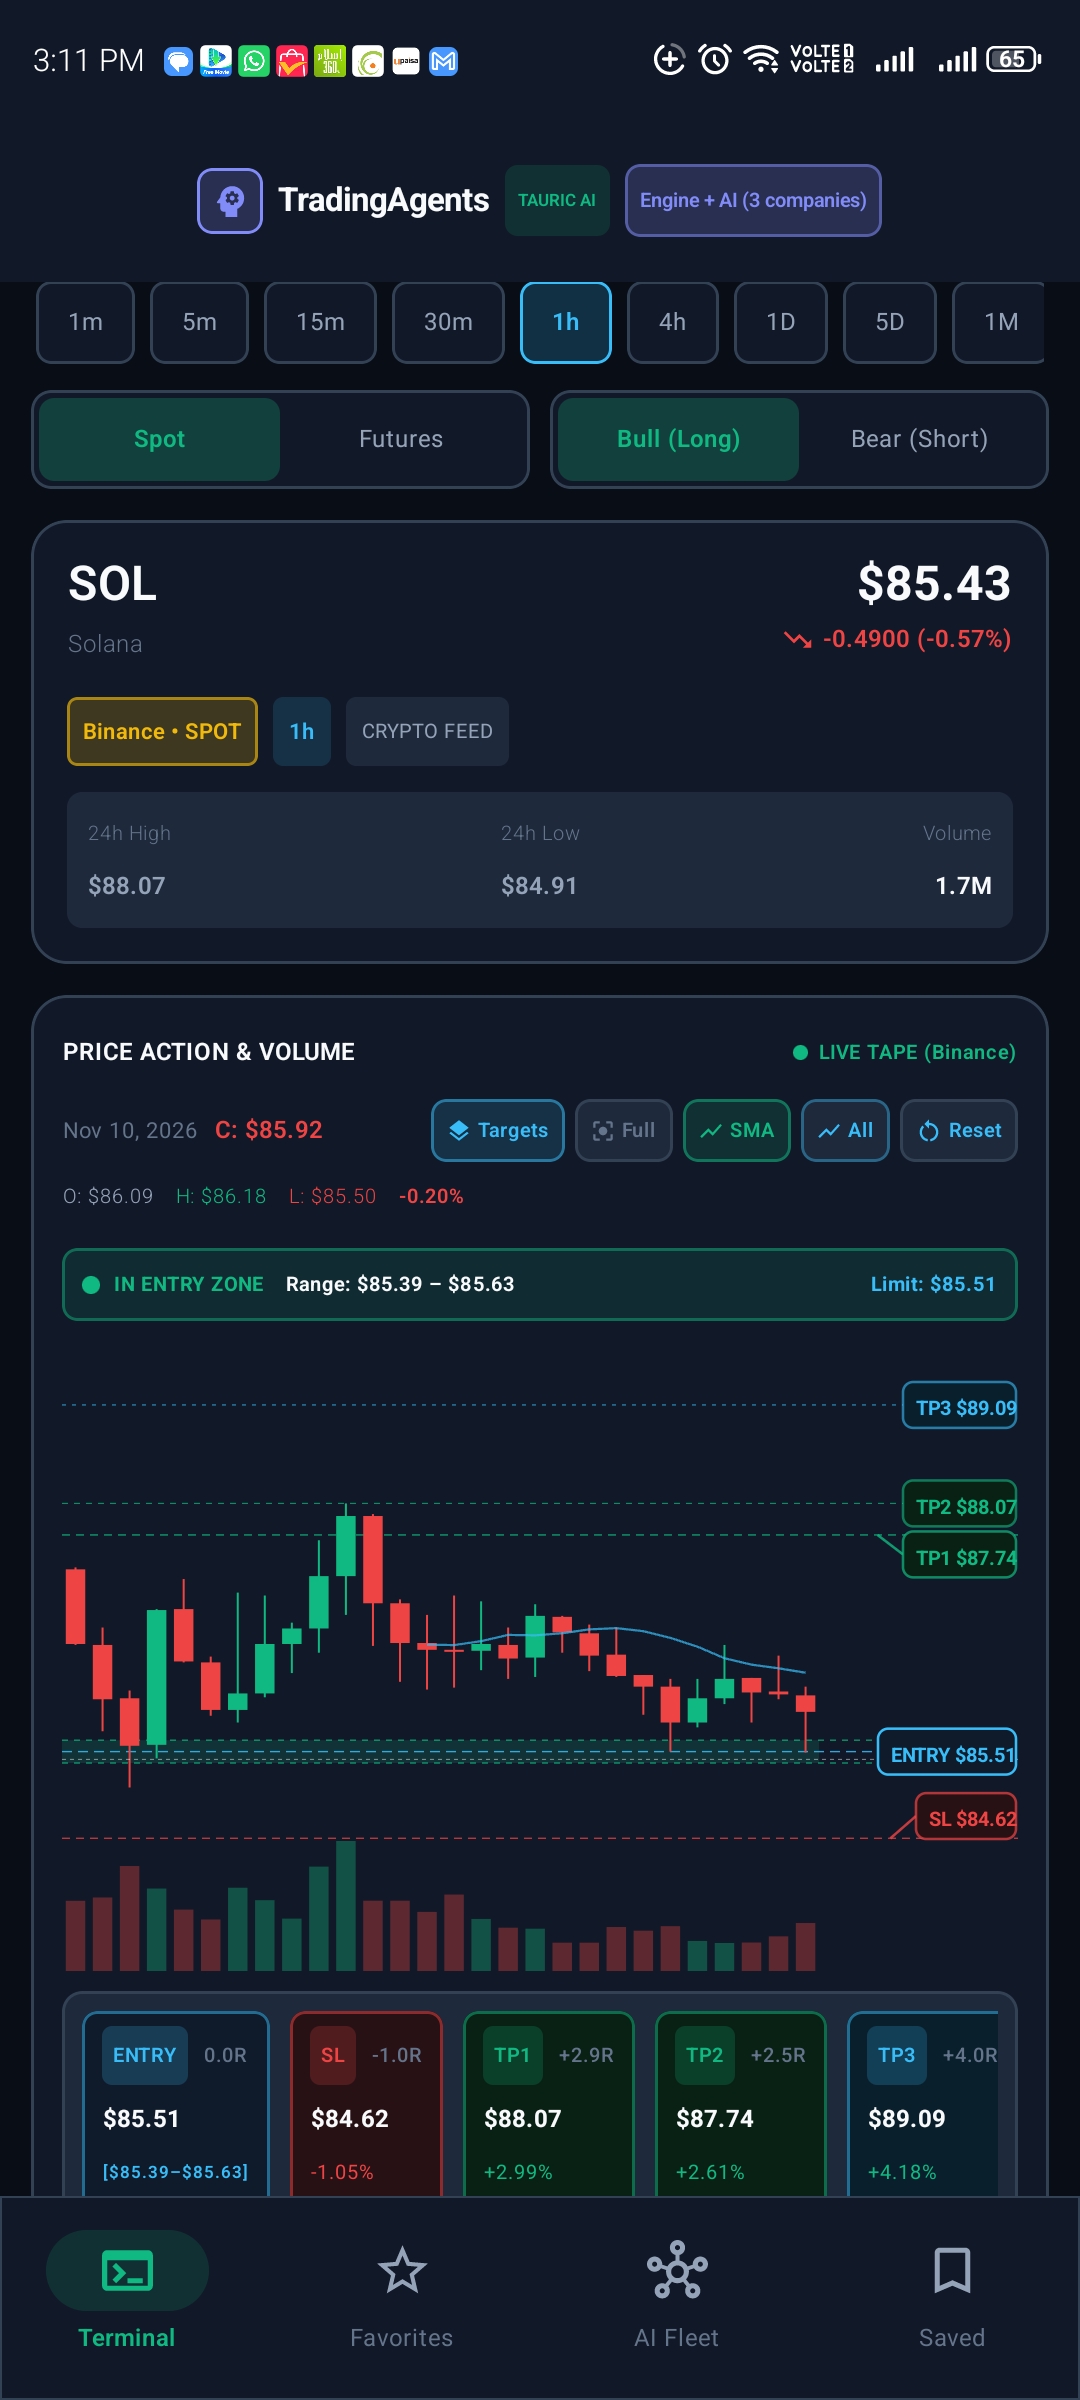 3:11 PM
VoLTE 1
VoLTE 2
65
TradingAgents
TAURIC AI
Engine + AI (3 companies)
1m 5m 15m 30m 1h 4h 1D 5D 1M
Spot Futures Bull (Long) Bear (Short)
SOL $85.43
Solana -0.4900 (-0.57%)
Binance • SPOT 1h CRYPTO FEED
24h High 24h Low Volume
$88.07 $84.91 1.7M
PRICE ACTION & VOLUME LIVE TAPE (Binance)
Nov 10, 2026 C: $85.92 Targets Full SMA All Reset
O: $86.09 H: $86.18 L: $85.50 -0.20%
IN ENTRY ZONE Range: $85.39 – $85.63 Limit: $85.51
TP3 $89.09
TP2 $88.07
TP1 $87.74
ENTRY $85.51
SL $84.62
ENTRY 0.0R SL -1.0R TP1 +2.9R TP2 +2.5R TP3 +4.0R
$85.51 $84.62 $88.07 $87.74 $89.09
[$85.39–$85.63] -1.05% +2.99% +2.61% +4.18%
Terminal Favorites AI Fleet Saved